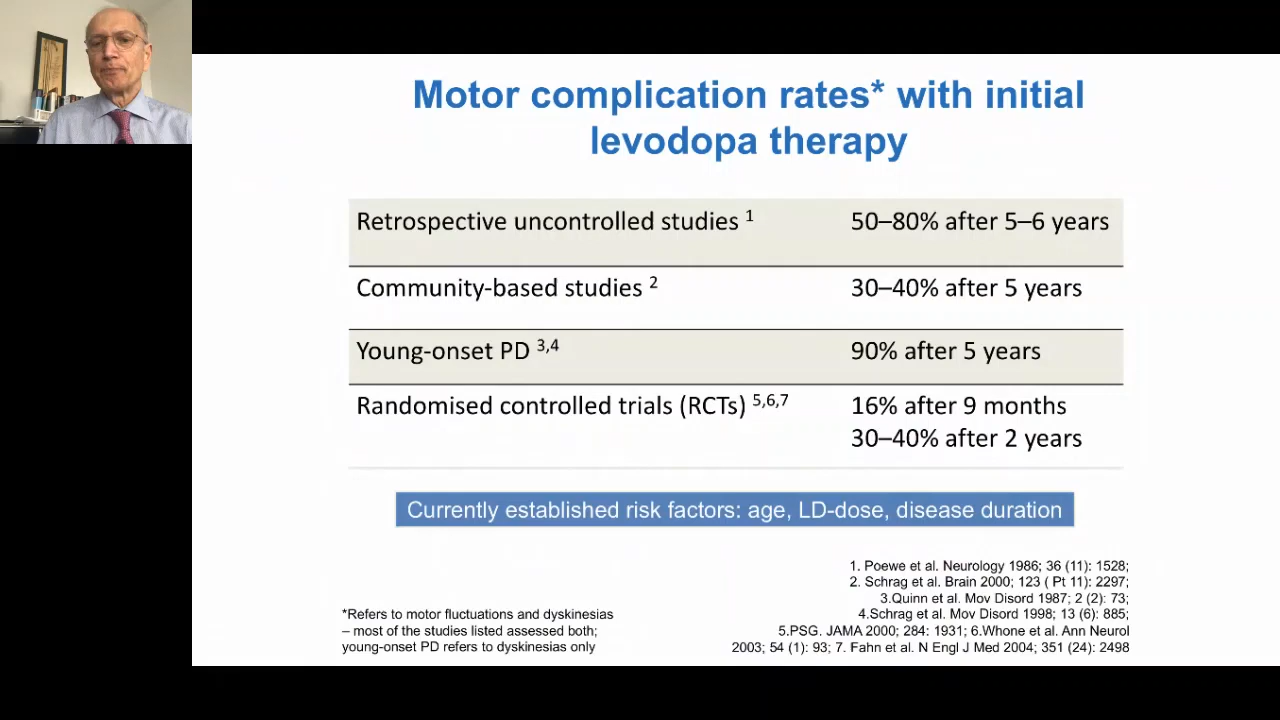 Motor complication rates* with initial
levodopa therapy
Retrospective uncontrolled studies 1 50–80% after 5–6 years
Community-based studies 2 30–40% after 5 years
Young-onset PD 3,4 90% after 5 years
Randomised controlled trials (RCTs) 5,6,7 16% after 9 months
30–40% after 2 years
Currently established risk factors: age, LD-dose, disease duration
*Refers to motor fluctuations and dyskinesias
– most of the studies listed assessed both;
young-onset PD refers to dyskinesias only
1. Poewe et al. Neurology 1986; 36 (11): 1528;
2. Schrag et al. Brain 2000; 123 ( Pt 11): 2297;
3.Quinn et al. Mov Disord 1987; 2 (2): 73;
4.Schrag et al. Mov Disord 1998; 13 (6): 885;
5.PSG. JAMA 2000; 284: 1931; 6.Whone et al. Ann Neurol
2003; 54 (1): 93; 7. Fahn et al. N Engl J Med 2004; 351 (24): 2498